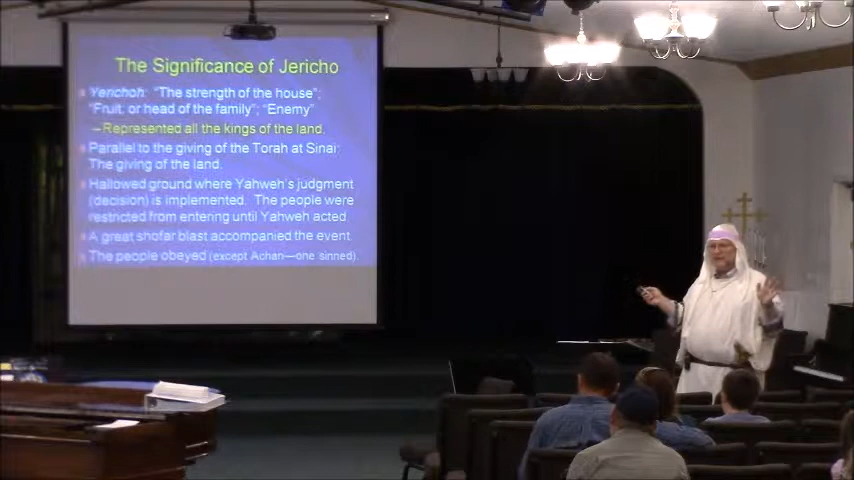 The Significance of Jericho
Yerichoh: "The strength of the house";
"Fruit, or head of the family"; "Enemy"
–Represented all the kings of the land.
Parallel to the giving of the Torah at Sinai:
The giving of the land.
Hallowed ground where Yahweh's judgment
(decision) is implemented. The people were
restricted from entering until Yahweh acted.
A great shofar blast accompanied the event.
The people obeyed (except Achan—one sinned).